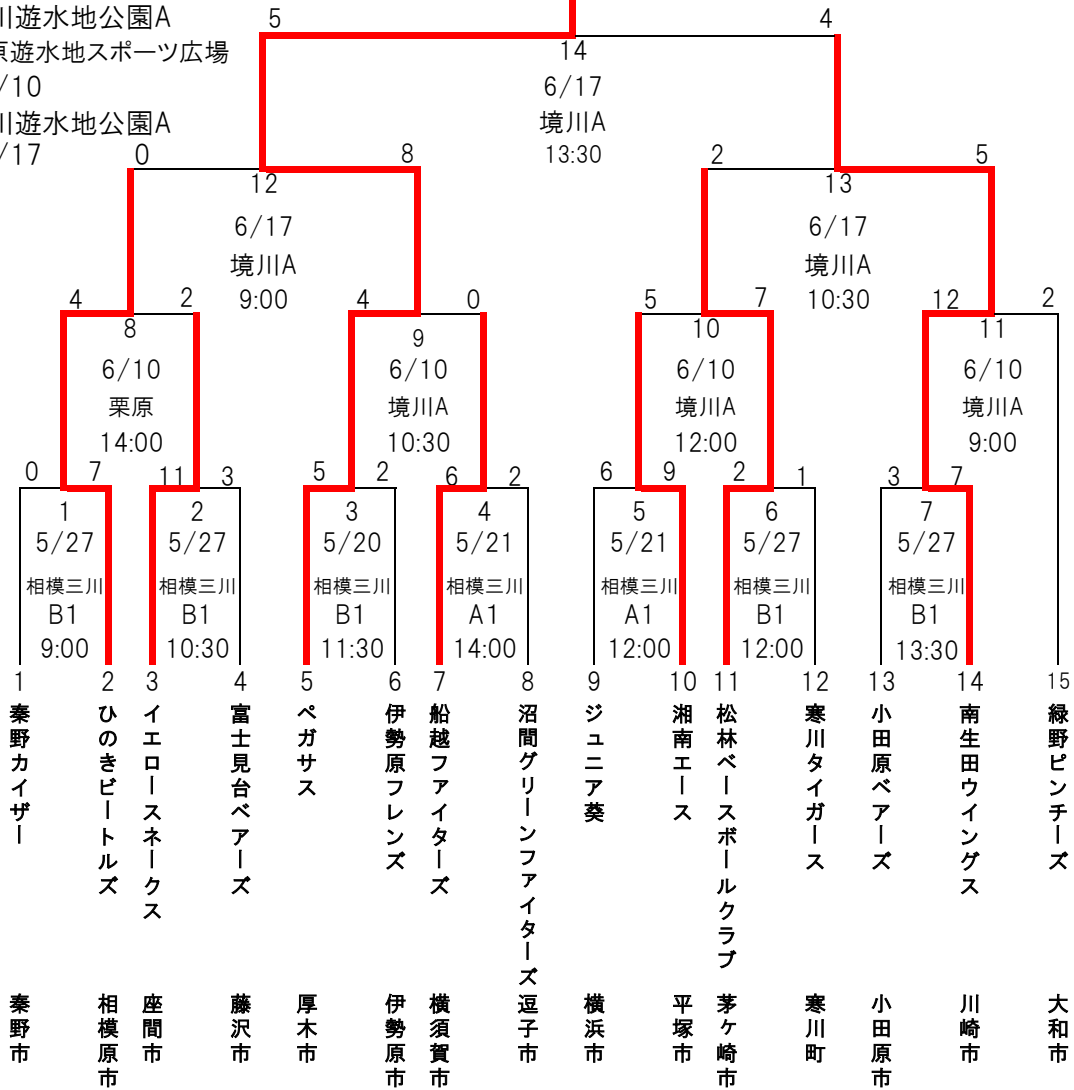 川遊水地公園A
原遊水地スポーツ広場
/10
川遊水地公園A
/17
5 4
14
6/17
境川A
13:30
0 8 2 5
12 13
6/17 6/17
境川A 境川A
9:00 10:30
4 2 4 0 5 7 12 2
8 9 10 11
6/10 6/10 6/10 6/10
栗原 境川A 境川A 境川A
14:00 10:30 12:00 9:00
0 7 11 3 5 2 6 2 6 9 2 1 3 7
1 2 3 4 5 6 7
5/27 5/27 5/20 5/21 5/21 5/27 5/27
相模三川 相模三川 相模三川 相模三川 相模三川 相模三川 相模三川
B1 B1 B1 A1 A1 B1 B1
9:00 10:30 11:30 14:00 12:00 12:00 13:30
1 2 3 4 5 6 7 8 9 10 11 12 13 14 15
秦野カイザー
ひのきビートルズ
イエロースネークス
富士見台ベアーズ
ペガサス
伊勢原フレンズ
船越ファイターズ
沼間グリーンファイターズ
ジュニア葵
湘南エース
松林ベースボールクラブ
寒川タイガース
小田原ベアーズ
南生田ウイングス
緑野ピンチーズ
秦野市
相模原市
座間市
藤沢市
厚木市
伊勢原市
横須賀市
逗子市
横浜市
平塚市
茅ヶ崎市
寒川町
小田原市
川崎市
大和市